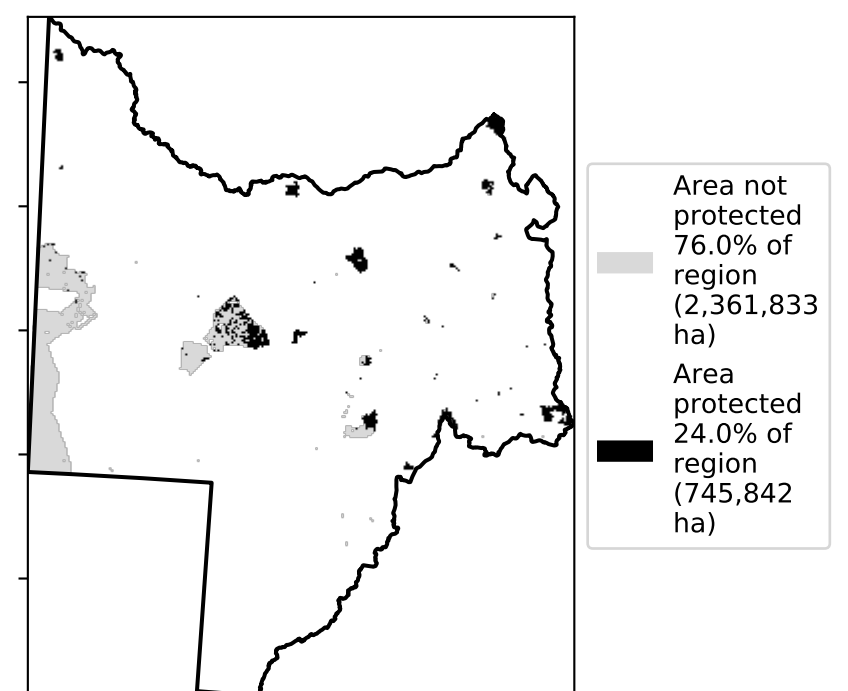 Area not
protected
76.0% of
region
(2,361,833
ha)
Area
protected
24.0% of
region
(745,842
ha)